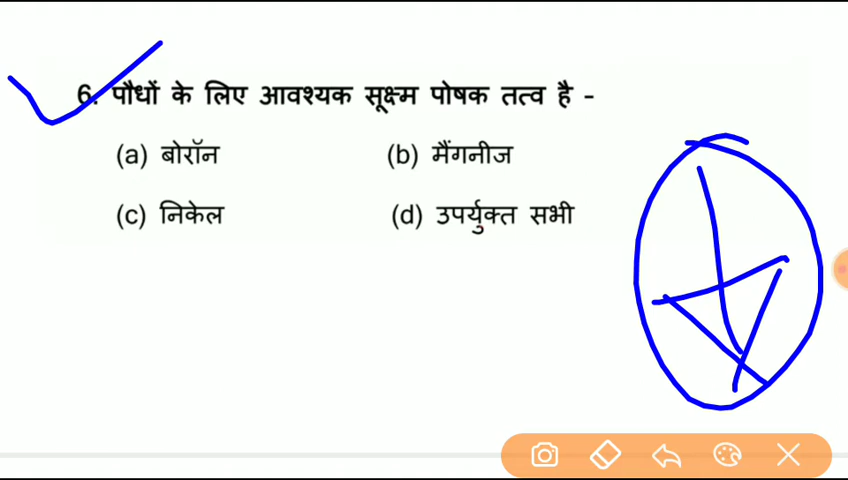 6. पौधों के लिए आवश्यक सूक्ष्म पोषक तत्व है -
(a) बोरॉन (b) मैंगनीज
(c) निकेल (d) उपर्युक्त सभी